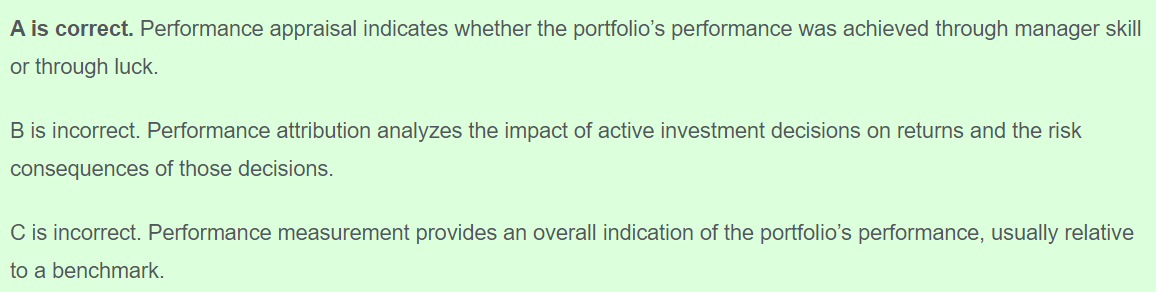 A is correct. Performance appraisal indicates whether the portfolio’s performance was achieved through manager skill
or through luck.
B is incorrect. Performance attribution analyzes the impact of active investment decisions on returns and the risk
consequences of those decisions.
C is incorrect. Performance measurement provides an overall indication of the portfolio’s performance, usually relative
to a benchmark.